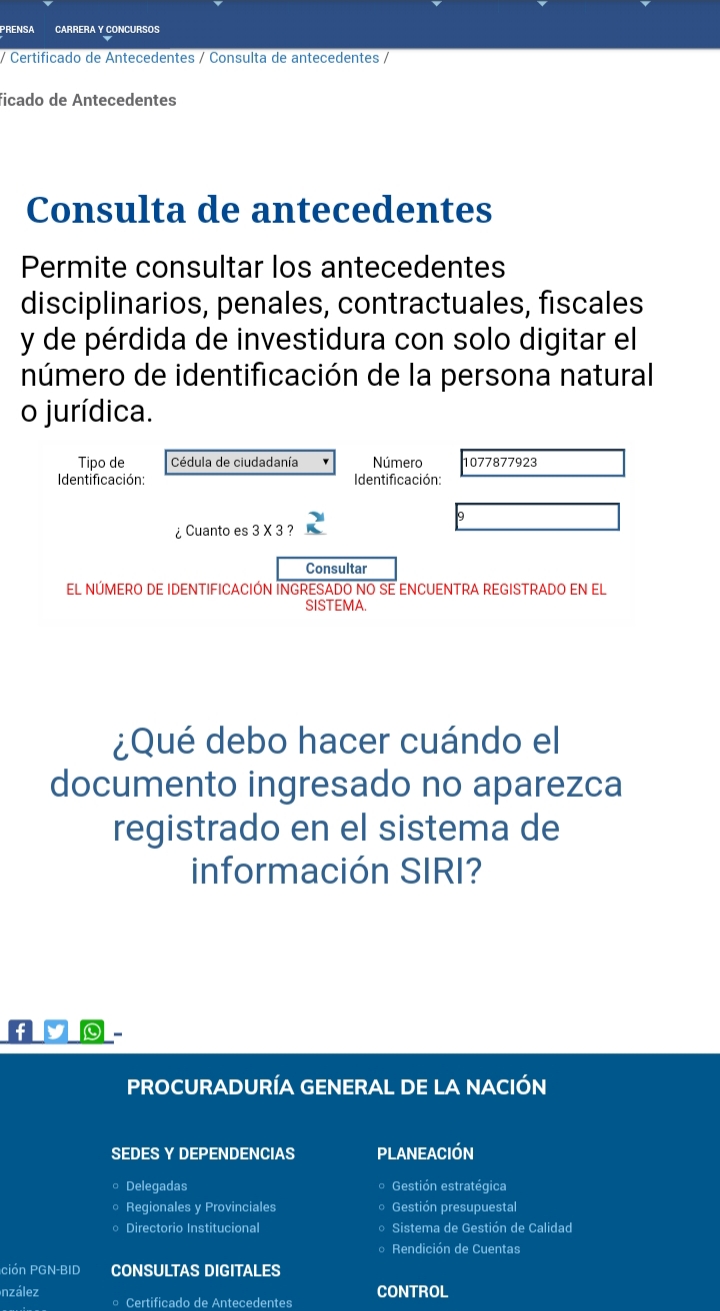 PRENSA CARRERA Y CONCURSOS
/ Certificado de Antecedentes / Consulta de antecedentes /
ficado de Antecedentes
Consulta de antecedentes
Permite consultar los antecedentes
disciplinarios, penales, contractuales, fiscales
y de pérdida de investidura con solo digitar el
número de identificación de la persona natural
o jurídica.
Tipo de
Identificación:
Cédula de ciudadanía
Número
Identificación:
1077877923
¿ Cuanto es 3 X 3 ?
9
Consultar
EL NÚMERO DE IDENTIFICACIÓN INGRESADO NO SE ENCUENTRA REGISTRADO EN EL
SISTEMA.
¿Qué debo hacer cuándo el
documento ingresado no aparezca
registrado en el sistema de
información SIRI?
PROCURADURÍA GENERAL DE LA NACIÓN
SEDES Y DEPENDENCIAS
Delegadas
Regionales y Provinciales
Directorio Institucional
PLANEACIÓN
Gestión estratégica
Gestión presupuestal
Sistema de Gestión de Calidad
Rendición de Cuentas
ción PGN-BID
nzález
CONSULTAS DIGITALES
Certificado de Antecedentes
CONTROL